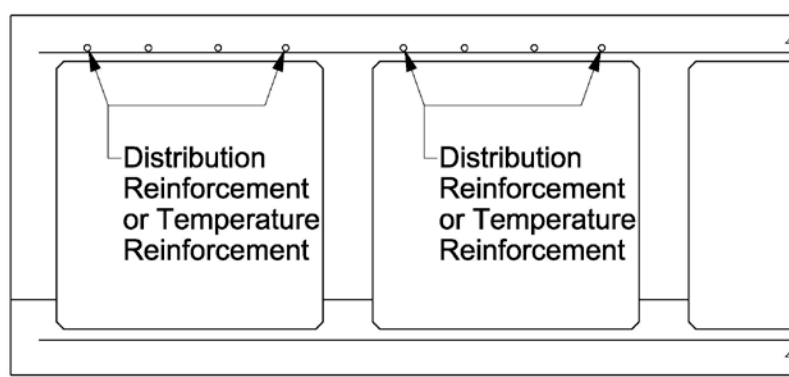 Distribution
Reinforcement
or Temperature
Reinforcement
Distribution
Reinforcement
or Temperature
Reinforcement